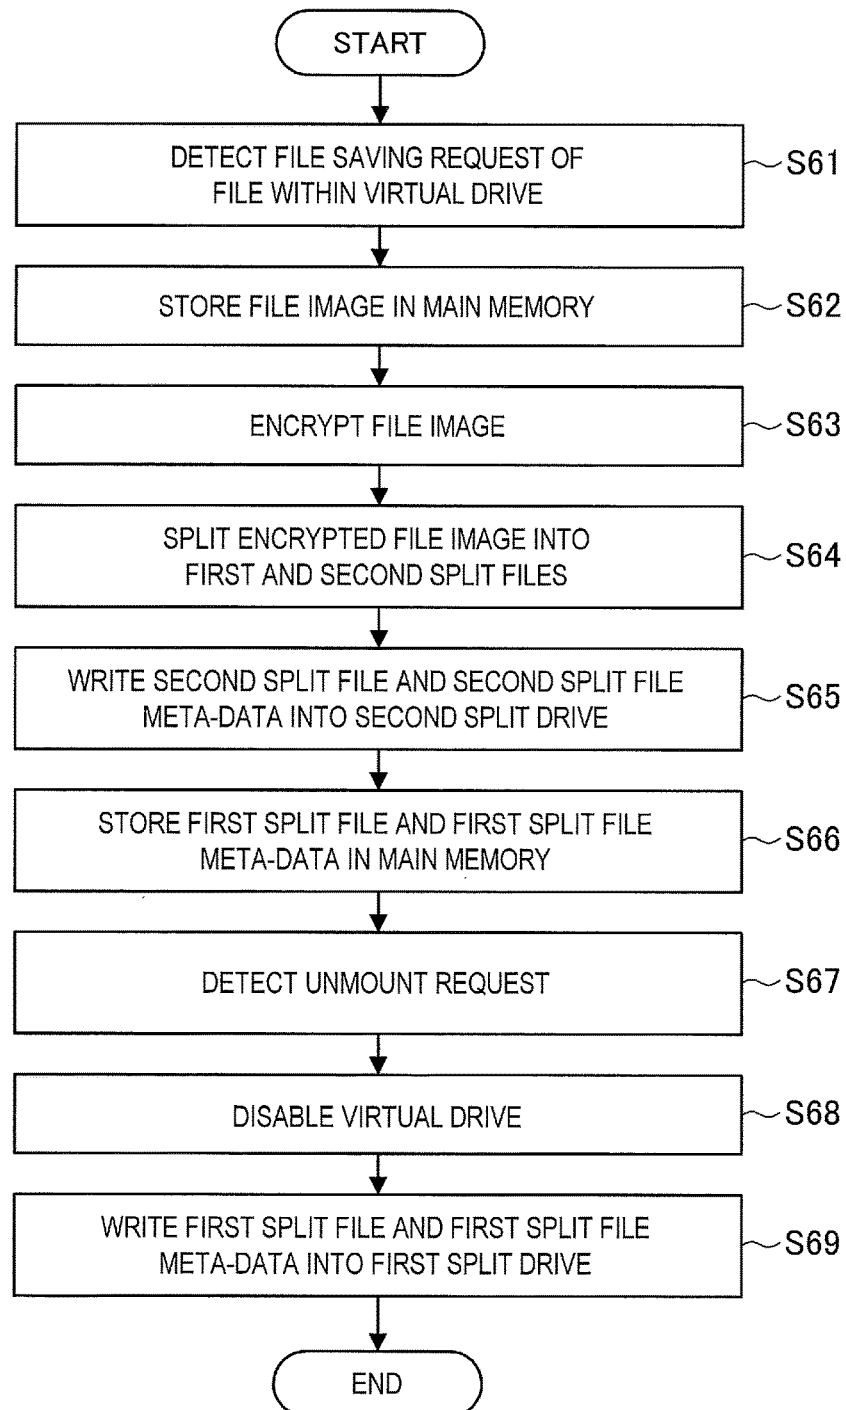 START
DETECT FILE SAVING REQUEST OF
FILE WITHIN VIRTUAL DRIVE
S61
STORE FILE IMAGE IN MAIN MEMORY
S62
ENCRYPT FILE IMAGE
S63
SPLIT ENCRYPTED FILE IMAGE INTO
FIRST AND SECOND SPLIT FILES
S64
WRITE SECOND SPLIT FILE AND SECOND SPLIT FILE
META-DATA INTO SECOND SPLIT DRIVE
S65
STORE FIRST SPLIT FILE AND FIRST SPLIT FILE
META-DATA IN MAIN MEMORY
S66
DETECT UNMOUNT REQUEST
S67
DISABLE VIRTUAL DRIVE
S68
WRITE FIRST SPLIT FILE AND FIRST SPLIT FILE
META-DATA INTO FIRST SPLIT DRIVE
S69
END